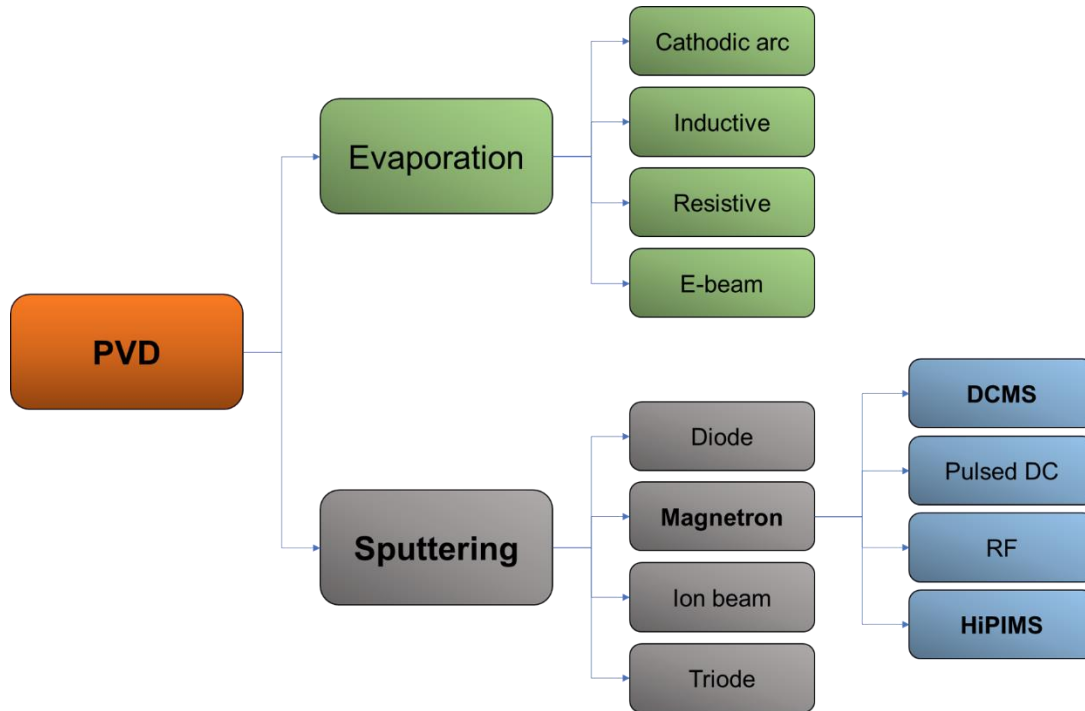 Cathodic arc
Inductive
Evaporation
Resistive
E-beam
PVD
DCMS
Diode
Pulsed DC
Magnetron
Sputtering
RF
Ion beam
HiPIMS
Triode